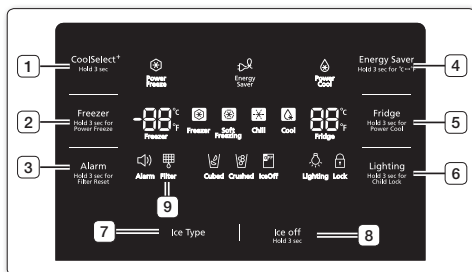 CoolSelect+
Hold 3 sec
Power
Freeze
Energy
Saver
Power
Cool
Energy Saver
Hold 3 sec for °C↔°F
1
4
Freezer
Hold 3 sec for
Power Freeze
-88 °C °F
Freezer
Freezer
Soft
Freezing
Chill
Cool
88 °C °F
Fridge
Fridge
Hold 3 sec for
Power Cool
2
5
Alarm
Hold 3 sec for
Filter Reset
Alarm
Filter
Cubed
Crushed
IceOff
Lighting
Lock
Lighting
Hold 3 sec for
Child Lock
3
6
9
7
Ice Type
Ice off
Hold 3 sec
8